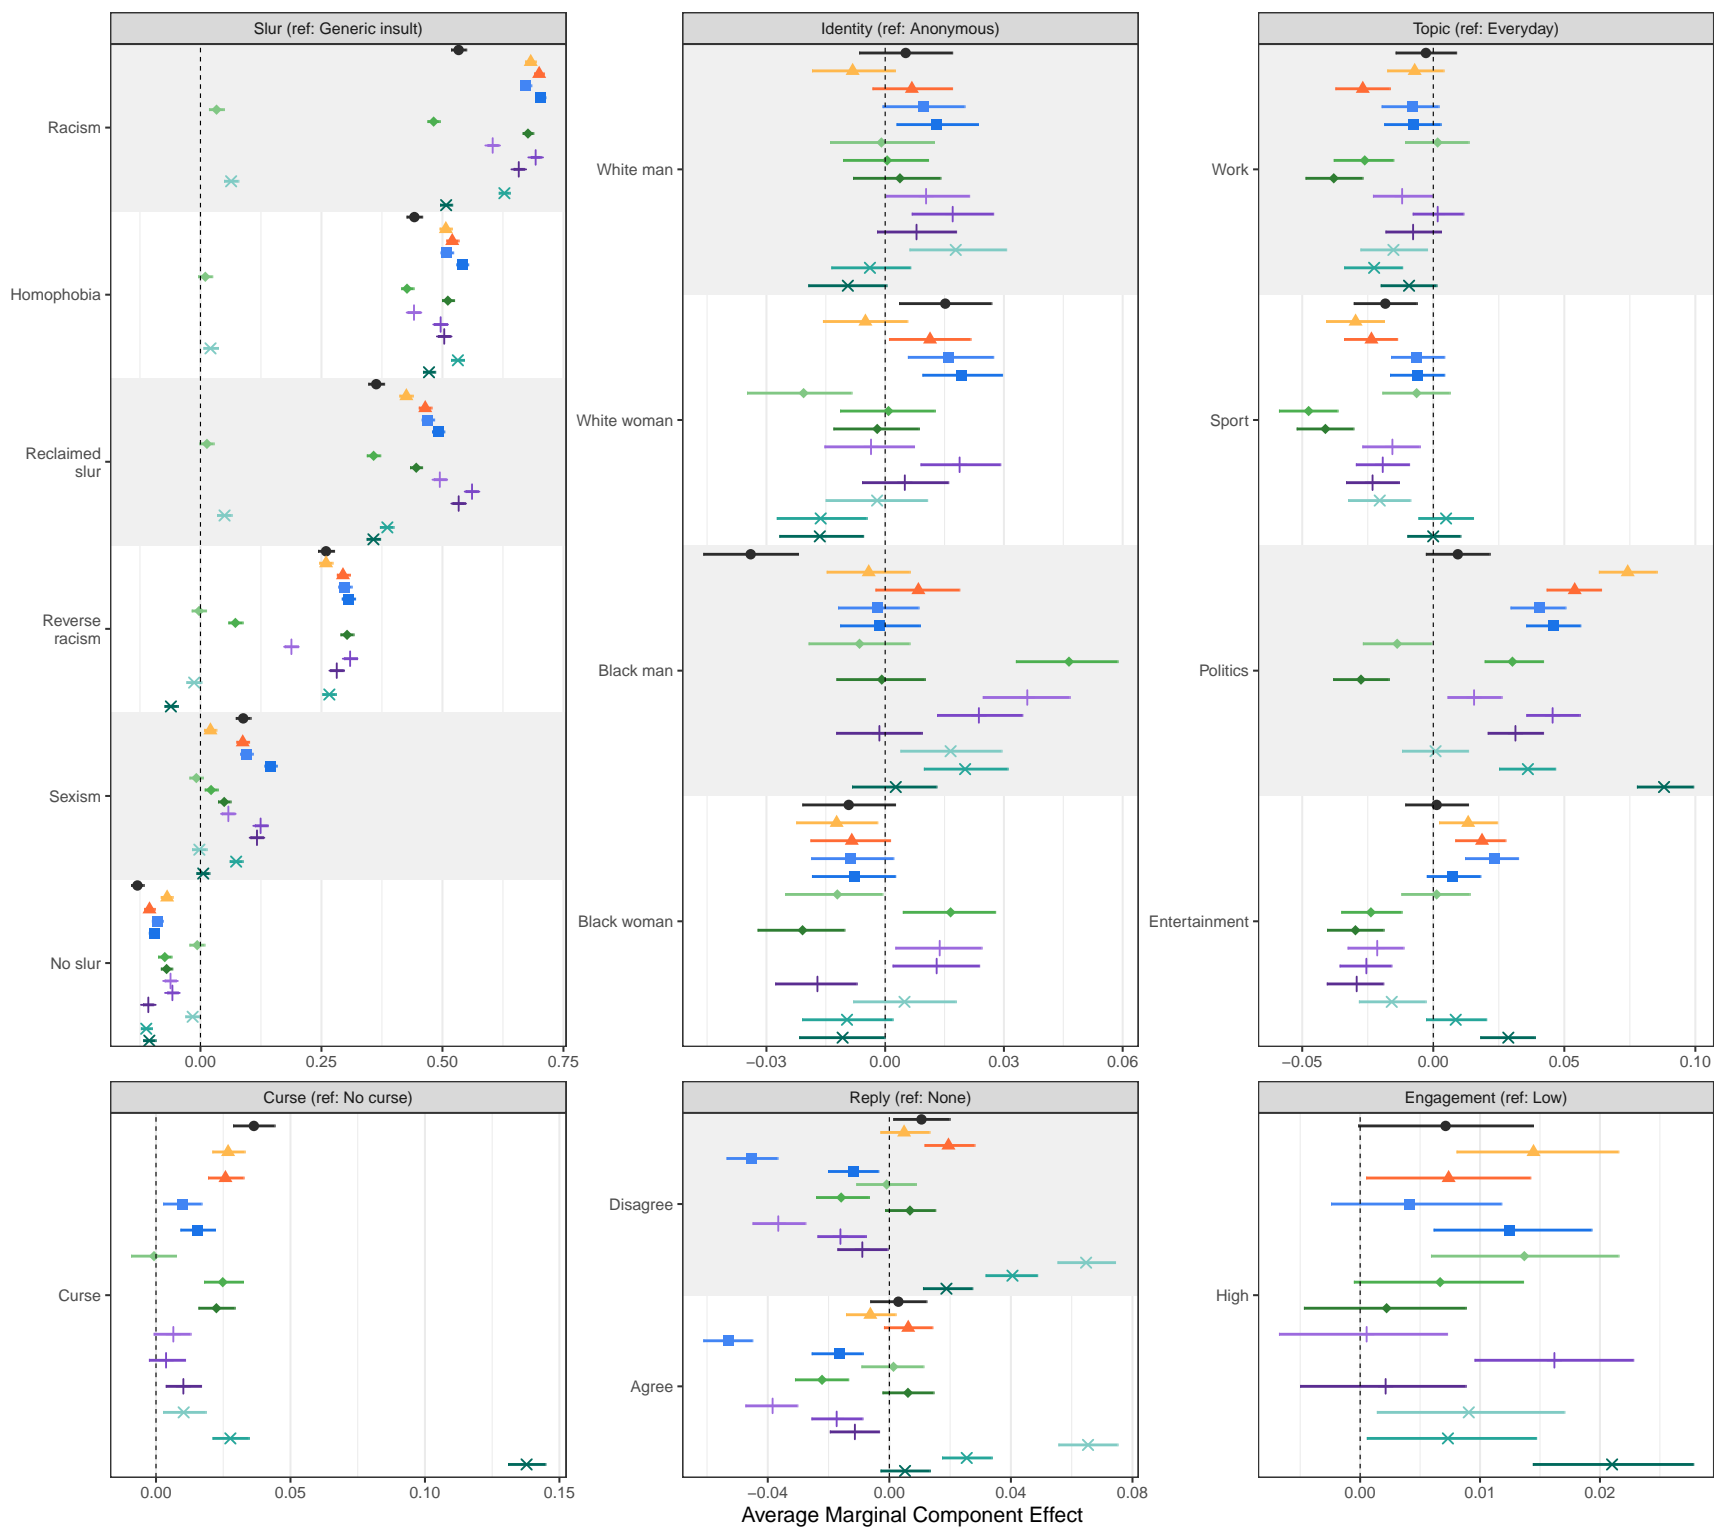 Slur (ref: Generic insult)
Racism
Homophobia
Reclaimed
slur
Reverse
racism
Sexism
No slur
0.00
0.25
0.50
0.75
Identity (ref: Anonymous)
White man
White woman
Black man
Black woman
−0.03
0.00
0.03
0.06
Topic (ref: Everyday)
Work
Sport
Politics
Entertainment
−0.05
0.00
0.05
0.10
Curse (ref: No curse)
Curse
0.00
0.05
0.10
0.15
Reply (ref: None)
Disagree
Agree
−0.04
0.00
0.04
0.08
Engagement (ref: Low)
High
0.00
0.01
0.02
Average Marginal Component Effect